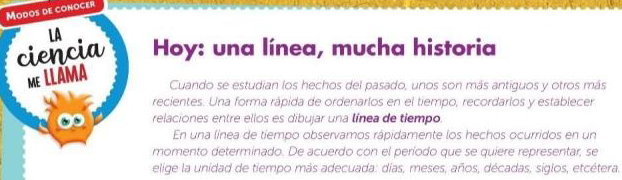 MODOS DE CONOCER
LA
ciencia
ME LLAMA
Hoy: una línea, mucha historia
Cuando se estudian los hechos del pasado, unos son más antiguos y otros más
recientes. Una forma rápida de ordenarlos en el tiempo, recordarlos y establecer
relaciones entre ellos es dibujar una línea de tiempo.
En una línea de tiempo observamos rápidamente los hechos ocurridos en un
momento determinado. De acuerdo con el período que se quiere representar, se
elige la unidad de tiempo más adecuada: días, meses, años, décadas, siglos, etcétera.